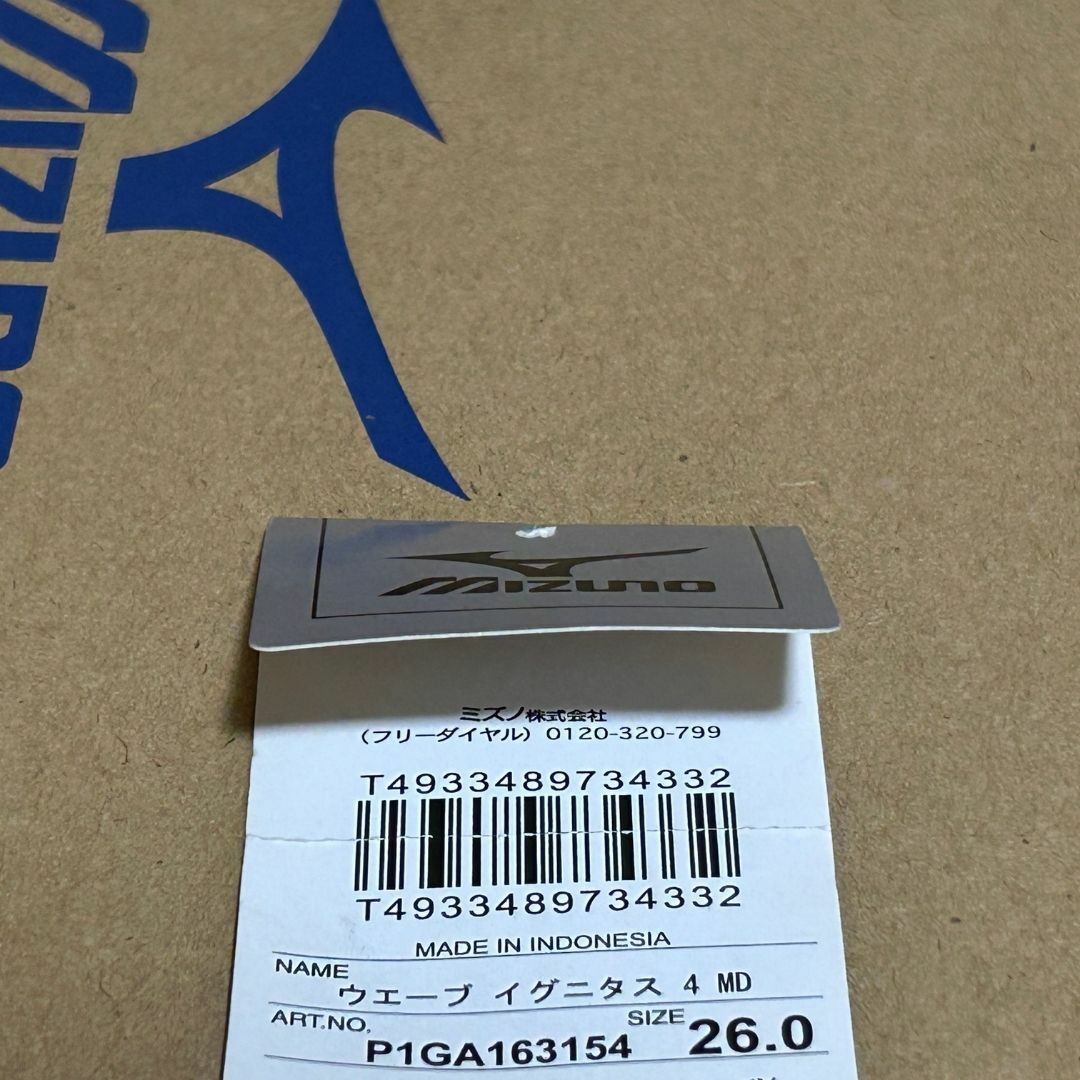 MIZUNO
MIZUNO
ミズノ株式会社
(フリーダイヤル) 0120-320-799
T4933489734332
T4933489734332
MADE IN INDONESIA
NAME
ウエーブ イグニタス 4 MD
ART.NO.
P1GA163154
SIZE
26.0